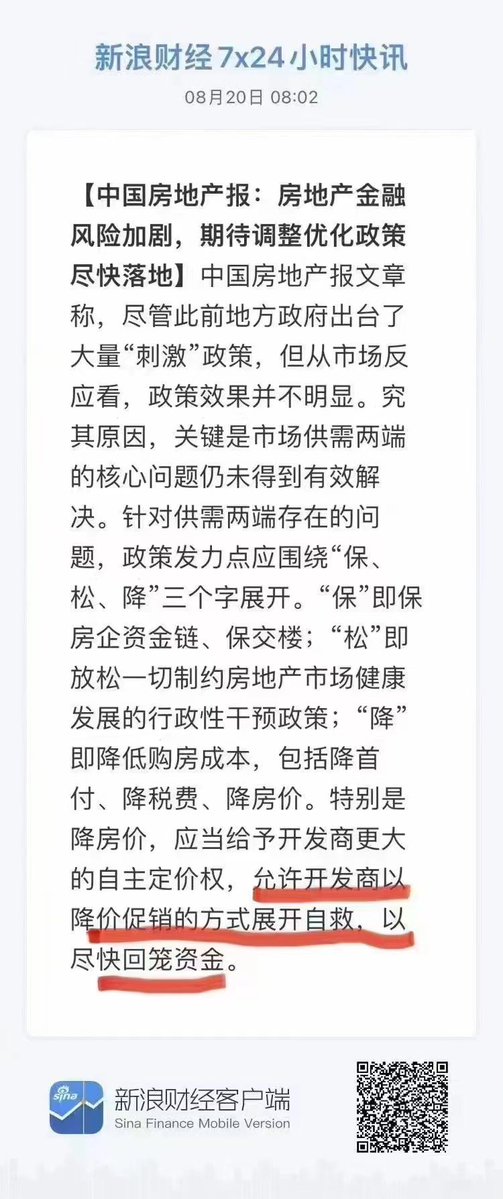 新浪财经7x24小时快讯
08月20日 08:02
【中国房地产报：房地产金融
风险加剧，期待调整优化政策
尽快落地】中国房地产报文章
称，尽管此前地方政府出台了
大量“刺激”政策，但从市场反
应看，政策效果并不明显。究
其原因，关键是市场供需两端
的核心问题仍未得到有效解
决。针对供需两端存在的问
题，政策发力点应围绕“保、
松、降”三个字展开。“保”即保
房企资金链、保交楼；“松”即
放松一切制约房地产市场健康
发展的行政性干预政策；“降”
即降低购房成本，包括降首
付、降税费、降房价。特别是
降房价，应当给予开发商更大
的自主定价权，允许开发商以
降价促销的方式展开自救，以
尽快回笼资金。
sina
新浪财经客户端
Sina Finance Mobile Version